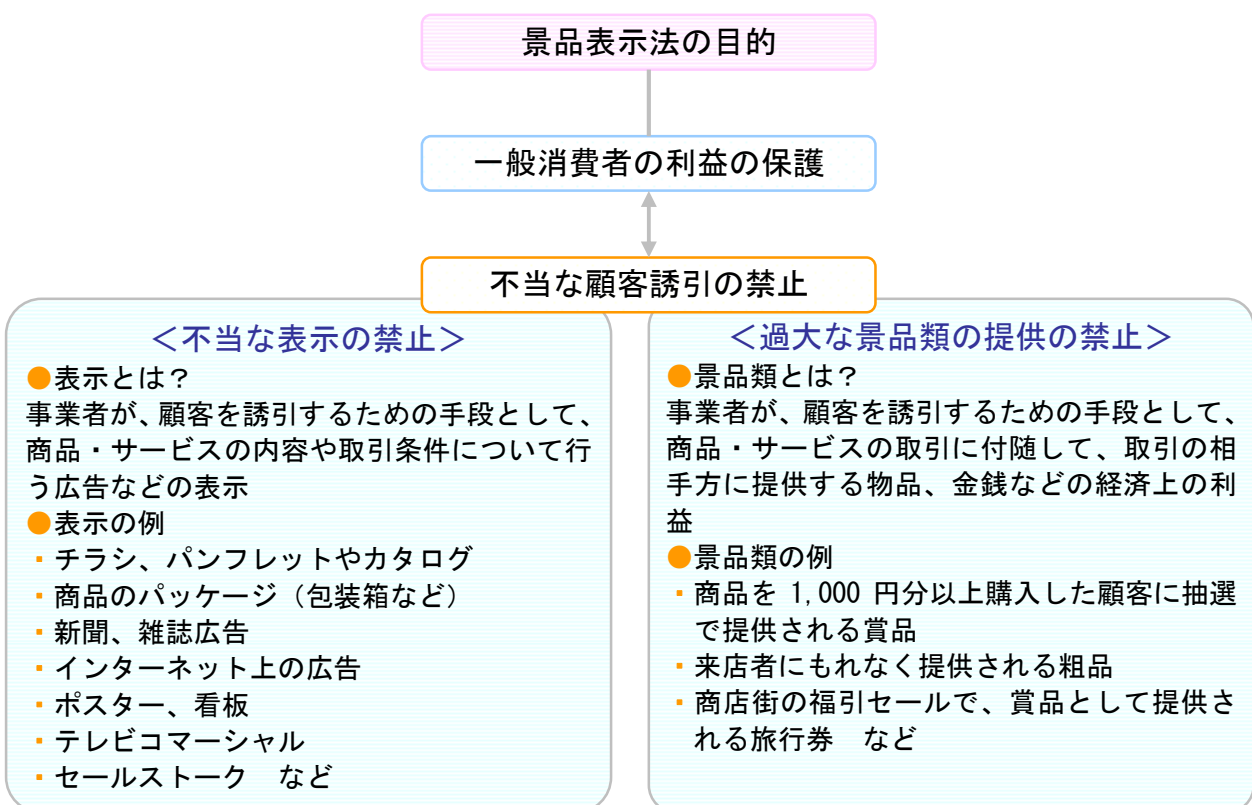 景品表示法の目的
一般消費者の利益の保護
不当な顧客誘引の禁止
＜不当な表示の禁止＞
●表示とは？
事業者が、顧客を誘引するための手段として、
商品・サービスの内容や取引条件について行
う広告などの表示
●表示の例
・チラシ、パンフレットやカタログ
・商品のパッケージ（包装箱など）
・新聞、雑誌広告
・インターネット上の広告
・ポスター、看板
・テレビコマーシャル
・セールストーク　など
＜過大な景品類の提供の禁止＞
●景品類とは？
事業者が、顧客を誘引するための手段として、
商品・サービスの取引に付随して、取引の相
手方に提供する物品、金銭などの経済上の利
益
●景品類の例
・商品を 1,000 円分以上購入した顧客に抽選
で提供される賞品
・来店者にもれなく提供される粗品
・商店街の福引セールで、賞品として提供さ
れる旅行券　など